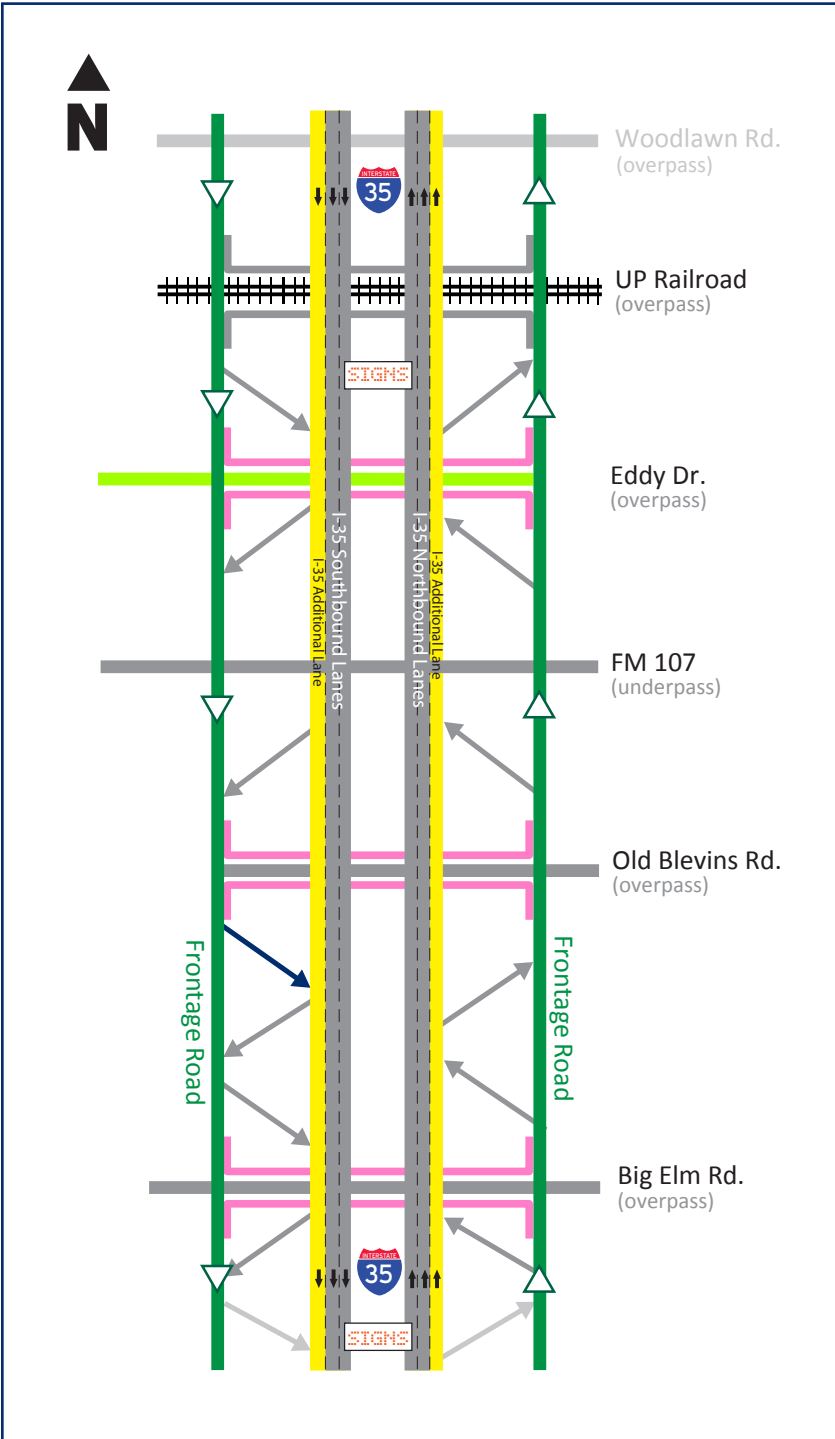 N
Woodlawn Rd.
(overpass)
INTERSTATE
35
UP Railroad
(overpass)
SIGNS
Eddy Dr.
(overpass)
I-35 Additional Lane
I-35 Southbound Lanes
I-35 Northbound Lanes
I-35 Additional Lane
FM 107
(underpass)
Old Blevins Rd.
(overpass)
Frontage Road
Frontage Road
Big Elm Rd.
(overpass)
INTERSTATE
35
SIGNS